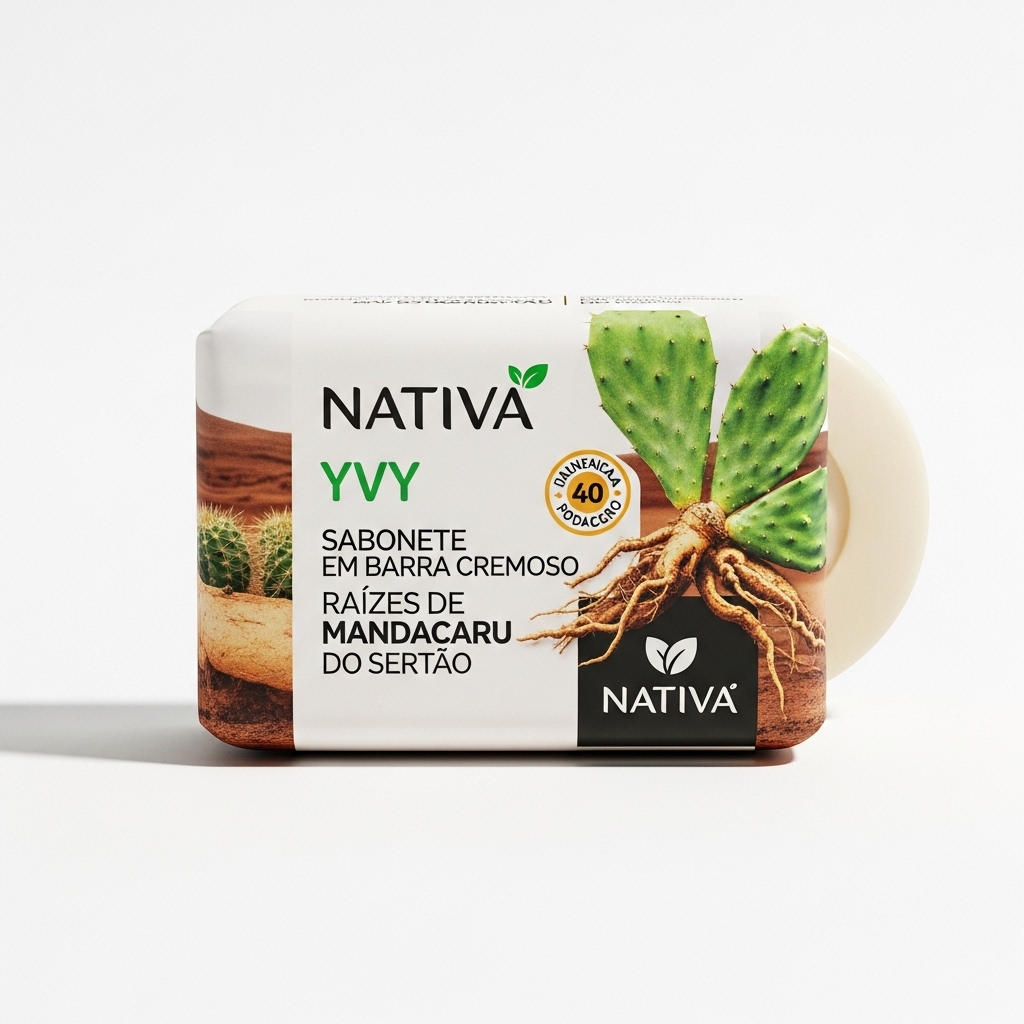 NATIVA
YVY
40
SABONETE
EM BARRA CREMOSO
RAÍZES DE
MANDACARU
DO SERTÃO
NATIVA